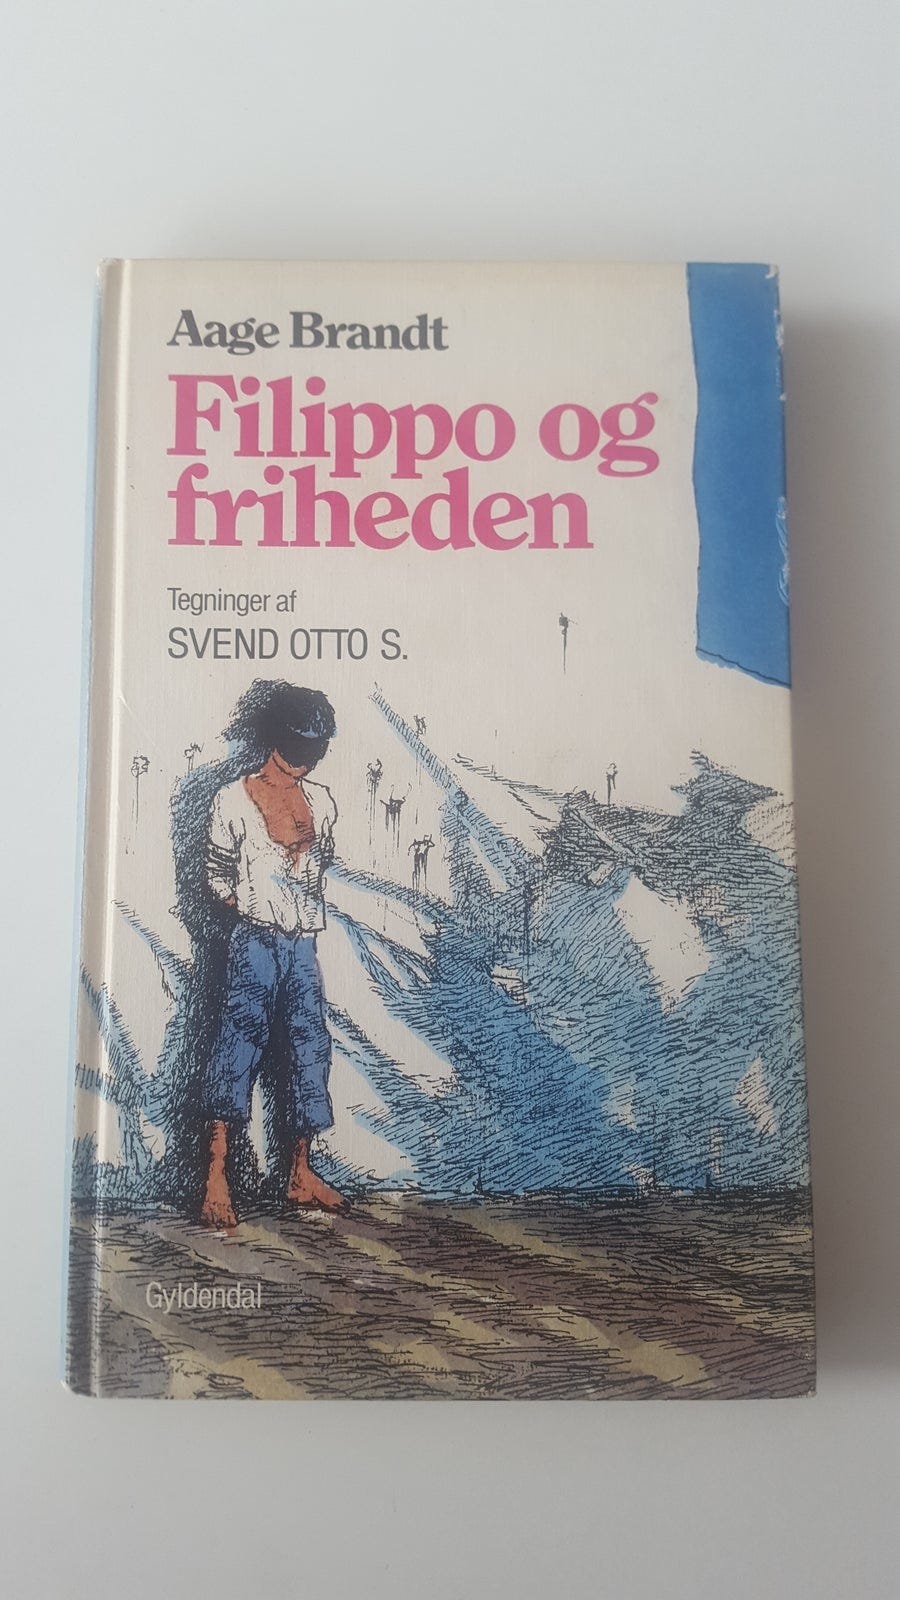 Aage Brandt
Filippo og
friheden
Tegninger af
SVEND OTTO S.
Gyldendal